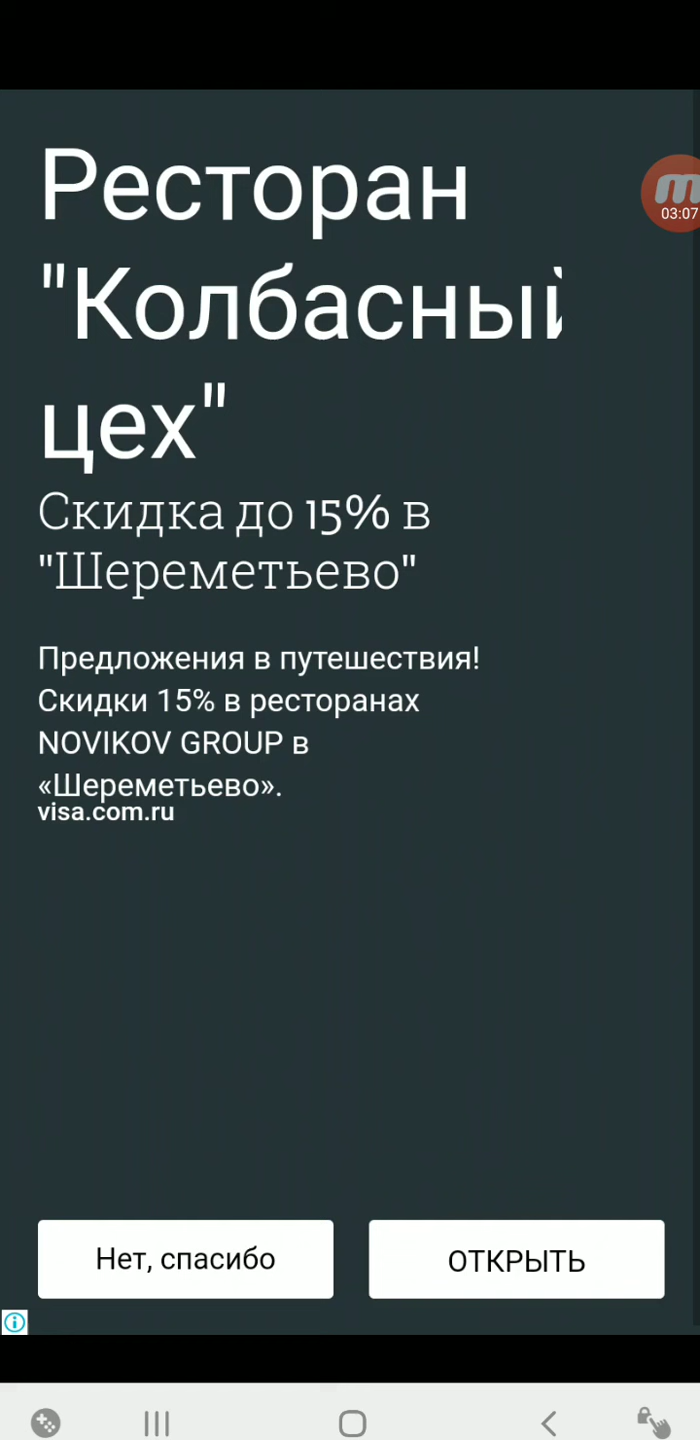 Ресторан
"Колбасный
цех"
Скидка до 15% в
"Шереметьево"
Предложения в путешествия!
Скидки 15% в ресторанах
NOVIKOV GROUP в
«Шереметьево».
visa.com.ru
03:07
Нет, спасибо
ОТКРЫТЬ